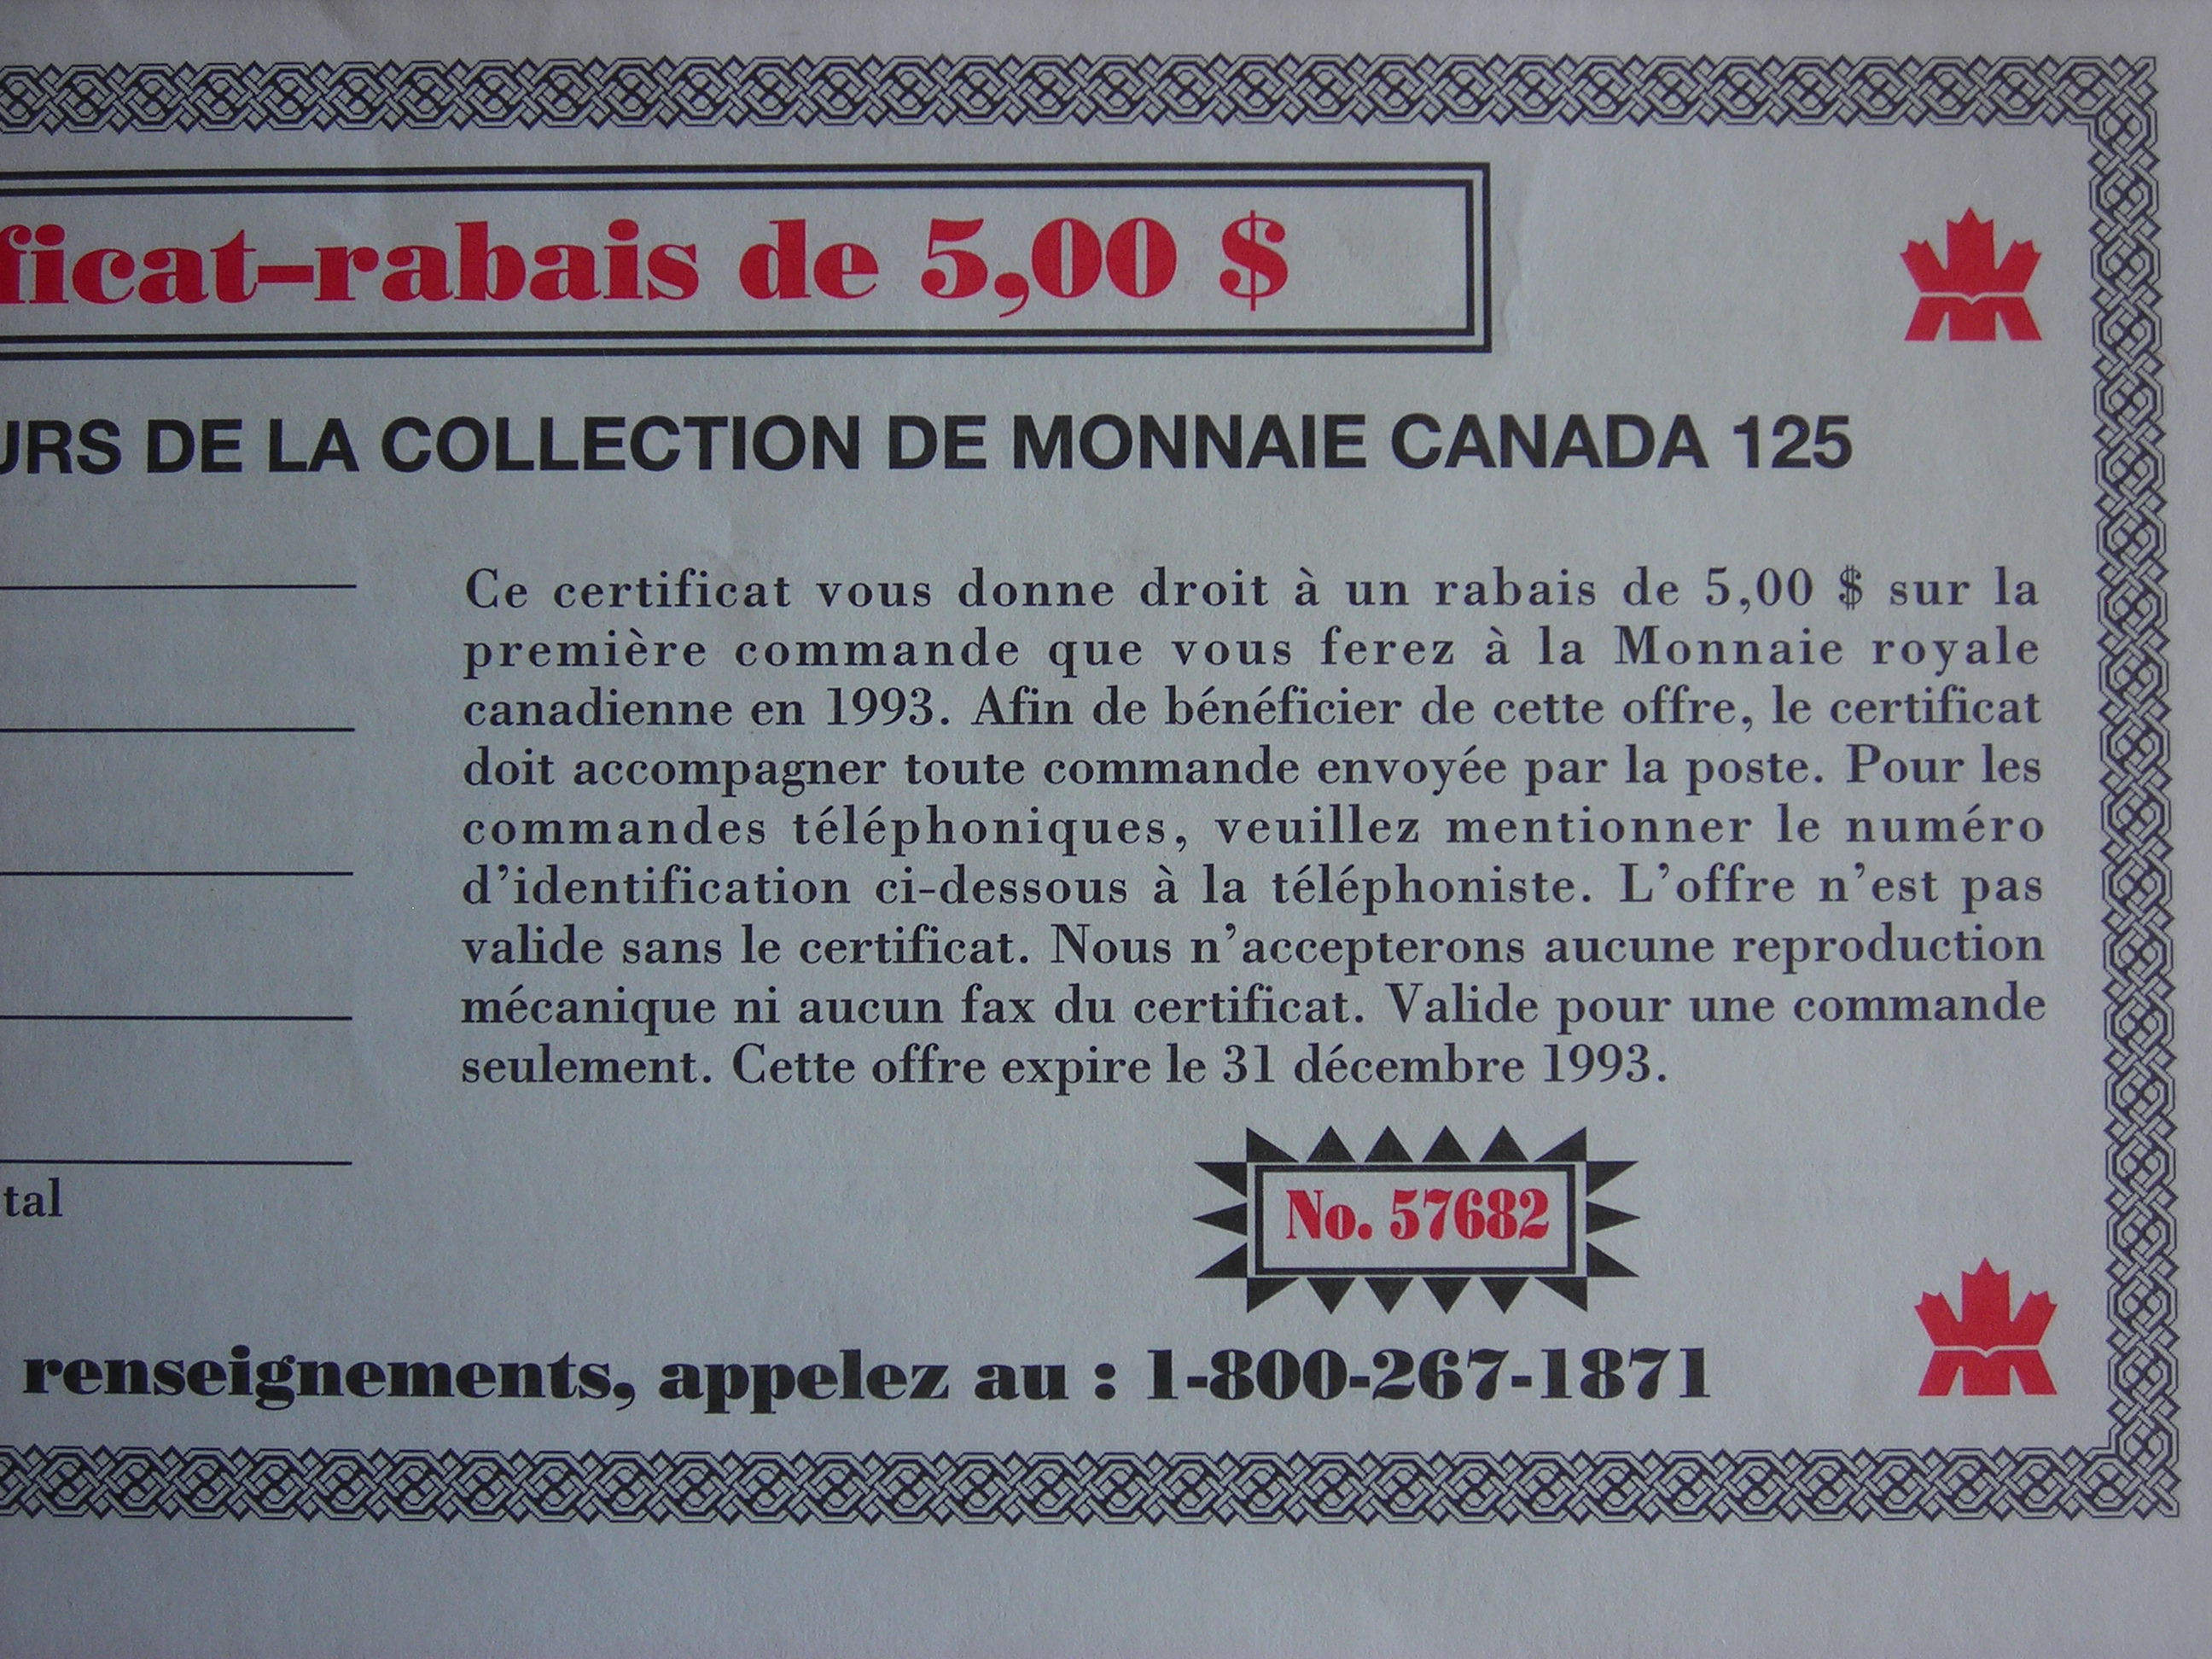 ficat–rabais de 5,00 $
URS DE LA COLLECTION DE MONNAIE CANADA 125
Ce certificat vous donne droit à un rabais de 5,00 $ sur la
première commande que vous ferez à la Monnaie royale
canadienne en 1993. Afin de bénéficier de cette offre, le certificat
doit accompagner toute commande envoyée par la poste. Pour les
commandes téléphoniques, veuillez mentionner le numéro
d'identification ci-dessous à la téléphoniste. L'offre n'est pas
valide sans le certificat. Nous n'accepterons aucune reproduction
mécanique ni aucun fax du certificat. Valide pour une commande
seulement. Cette offre expire le 31 décembre 1993.
tal
No. 57682
renseignements, appelez au : 1-800-267-1871